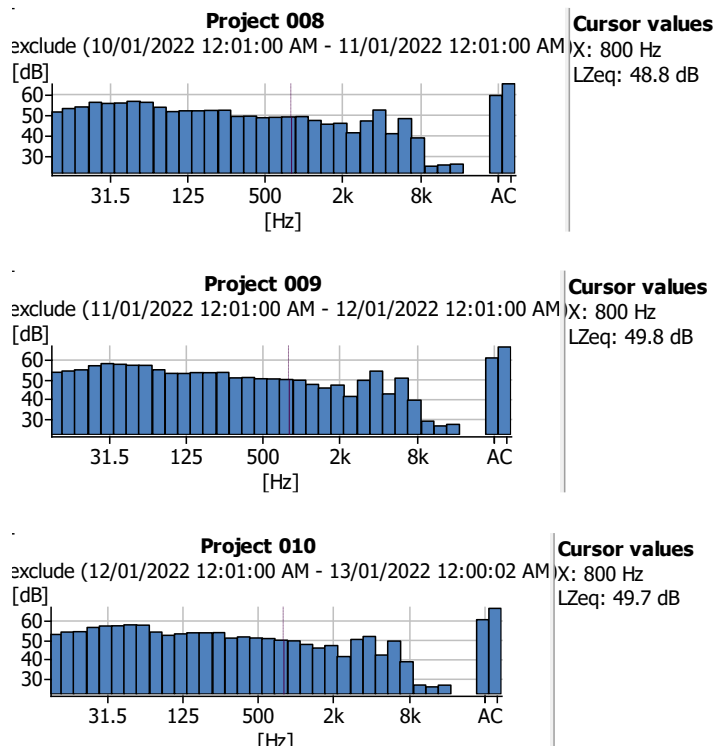 Project 008
exclude (10/01/2022 12:01:00 AM - 11/01/2022 12:01:00 AM)
Cursor values
X: 800 Hz
LZeq: 48.8 dB
[dB]
60
50
40
30
31.5 125 500 2k 8k AC
[Hz]
Project 009
exclude (11/01/2022 12:01:00 AM - 12/01/2022 12:01:00 AM)
Cursor values
X: 800 Hz
LZeq: 49.8 dB
[dB]
60
50
40
30
31.5 125 500 2k 8k AC
[Hz]
Project 010
exclude (12/01/2022 12:01:00 AM - 13/01/2022 12:00:02 AM)
Cursor values
X: 800 Hz
LZeq: 49.7 dB
[dB]
60
50
40
30
31.5 125 500 2k 8k AC
[Hz]